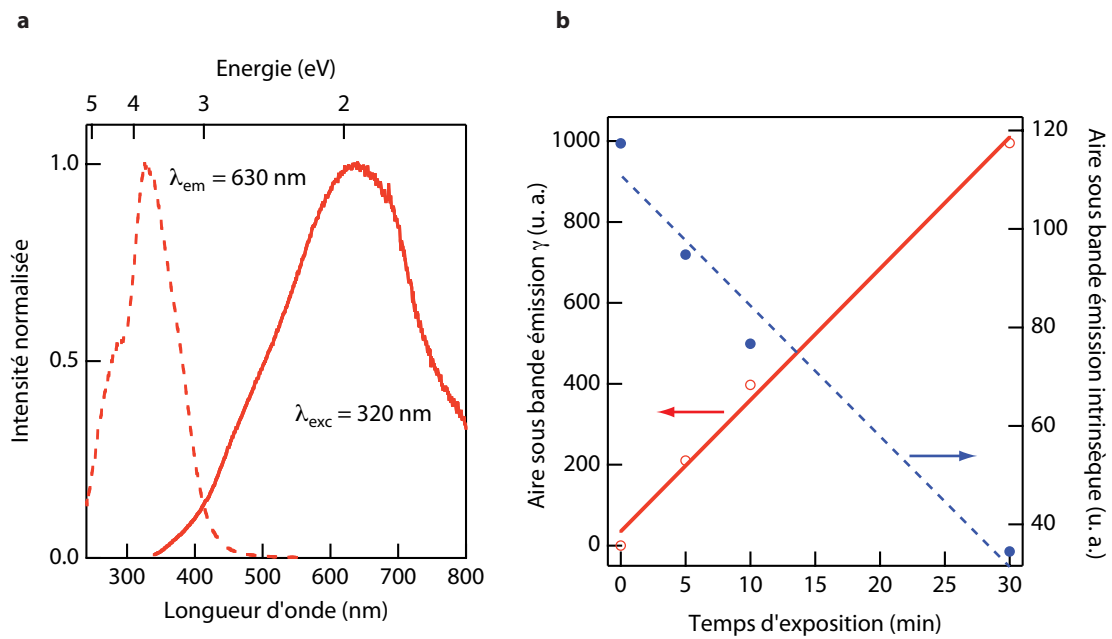 a
Energie (eV)
5 4 3 2
Intensité normalisée
1.0
0.5
0.0
λem = 630 nm
λexc = 320 nm
300 400 500 600 700 800
Longueur d'onde (nm)
b
Aire sous bande émission γ (u. a.)
1000
800
600
400
200
0
120
100
80
60
40
Aire sous bande émission intrinsèque (u. a.)
0 5 10 15 20 25 30
Temps d'exposition (min)